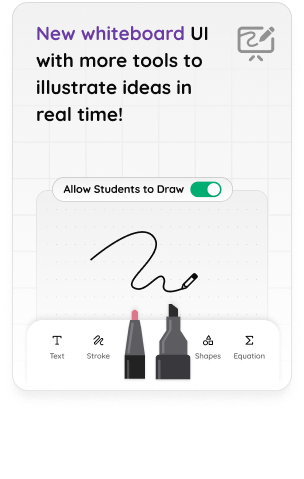 New whiteboard UI
with more tools to
illustrate ideas in
real time!
Allow Students to Draw
Text Stroke Shapes Equation